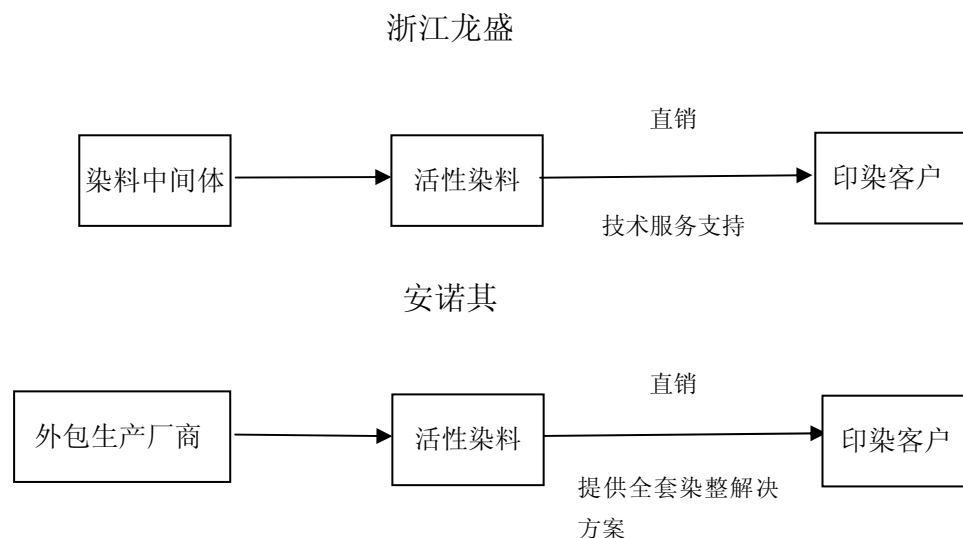 浙江龙盛
直销
染料中间体
活性染料
印染客户
技术服务支持
安诺其
直销
外包生产厂商
活性染料
印染客户
提供全套染整解决
方案